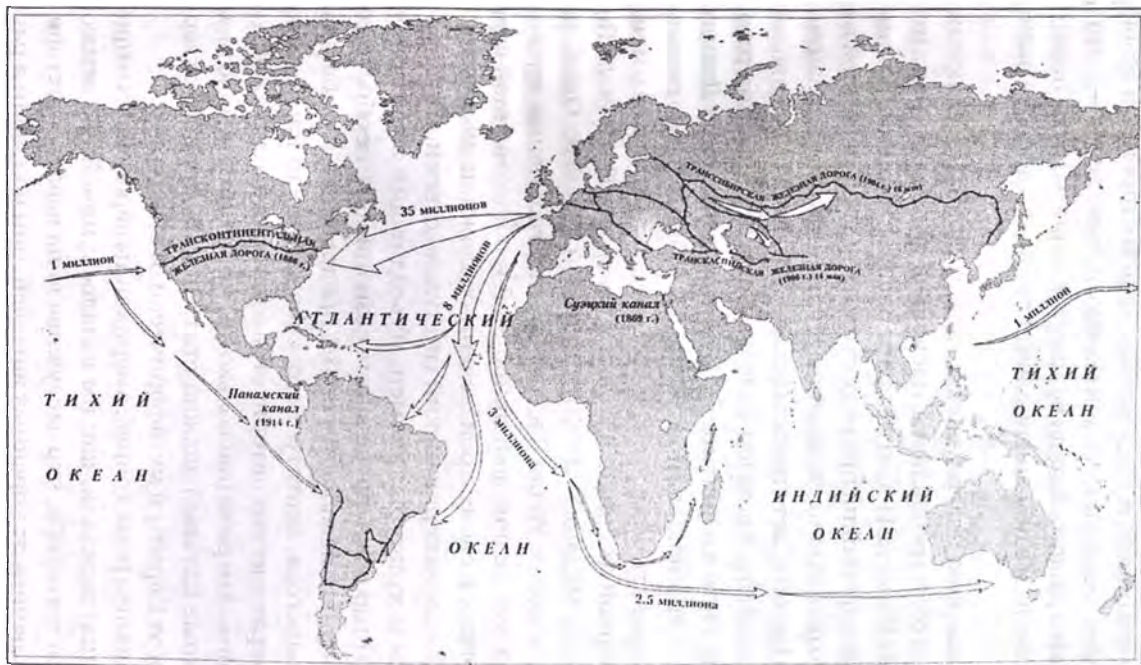 35 миллионов
ТРАНССИБИРСКАЯ ЖЕЛЕЗНАЯ ДОРОГА (1904 г.)
ТРАНСКОНТИНЕНТАЛЬНАЯ
ЖЕЛЕЗНАЯ ДОРОГА
1 миллион
ТРАНСКАСПИЙСКАЯ ЖЕЛЕЗНАЯ ДОРОГА
8 миллионов
Суэцкий канал
(1869 г.)
АТЛАНТИЧЕСКИЙ
1 миллион
ТИХИЙ
ОКЕАН
Панамский
канал
(1914 г.)
ТИХИЙ
ОКЕАН
3 миллиона
ИНДИЙСКИЙ
ОКЕАН
ОКЕАН
2.5 миллиона